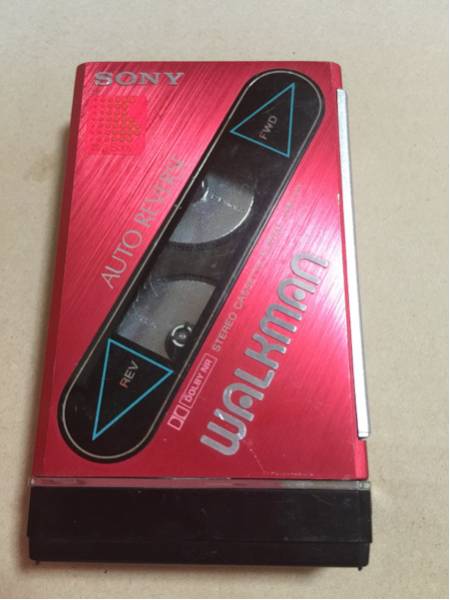 SONY
FWD
AUTO REVERSE
REV
DOLBY NR
STEREO CASSETTE
WALKMAN